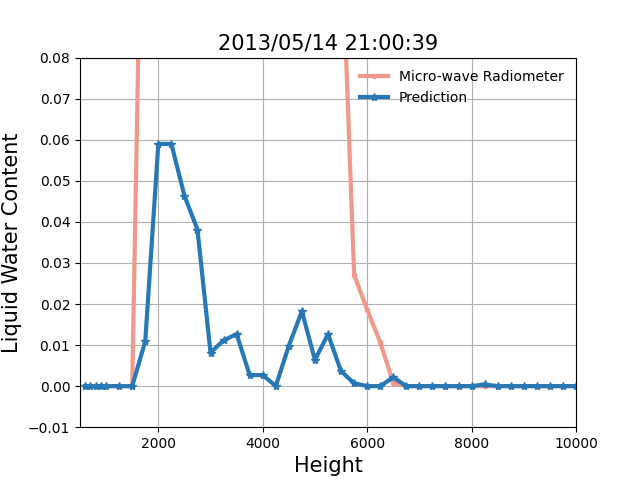 2013/05/14 21:00:39
Micro-wave Radiometer
Prediction
Liquid Water Content
0.08
0.07
0.06
0.05
0.04
0.03
0.02
0.01
0.00
−0.01
2000 4000 6000 8000 10000
Height